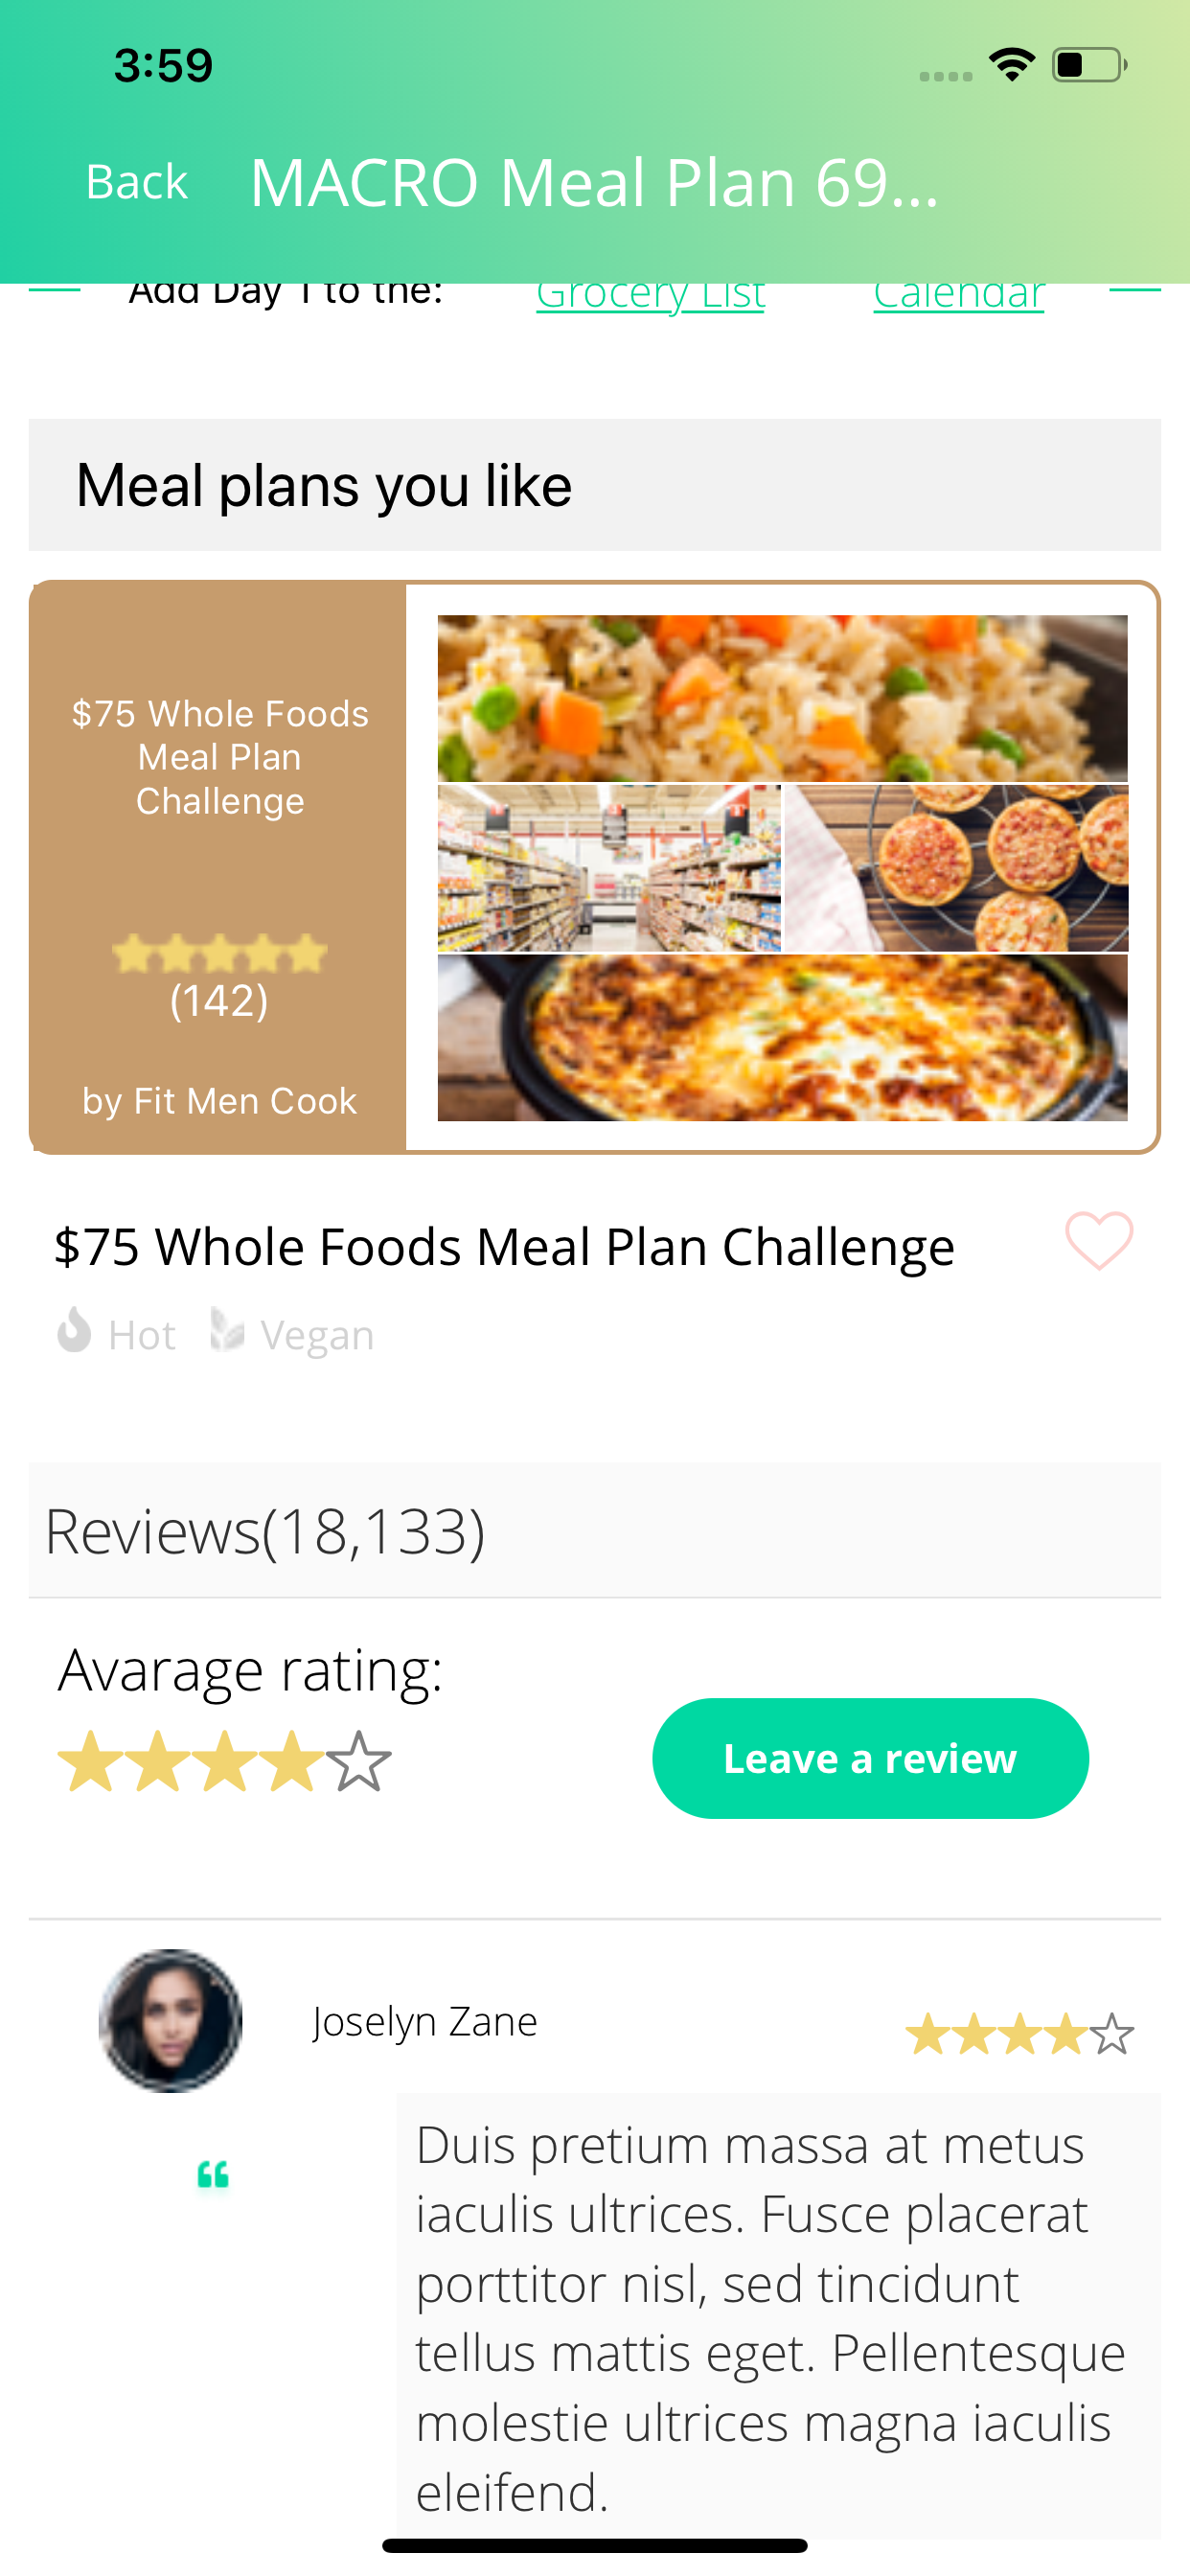 3:59
Back MACRO Meal Plan 69...
Add Day 1 to the: Grocery List Calendar
Meal plans you like
$75 Whole Foods
Meal Plan
Challenge
(142)
by Fit Men Cook
$75 Whole Foods Meal Plan Challenge
Hot Vegan
Reviews(18,133)
Avarage rating:
Leave a review
Joselyn Zane
“
Duis pretium massa at metus
iaculis ultrices. Fusce placerat
porttitor nisl, sed tincidunt
tellus mattis eget. Pellentesque
molestie ultrices magna iaculis
eleifend.